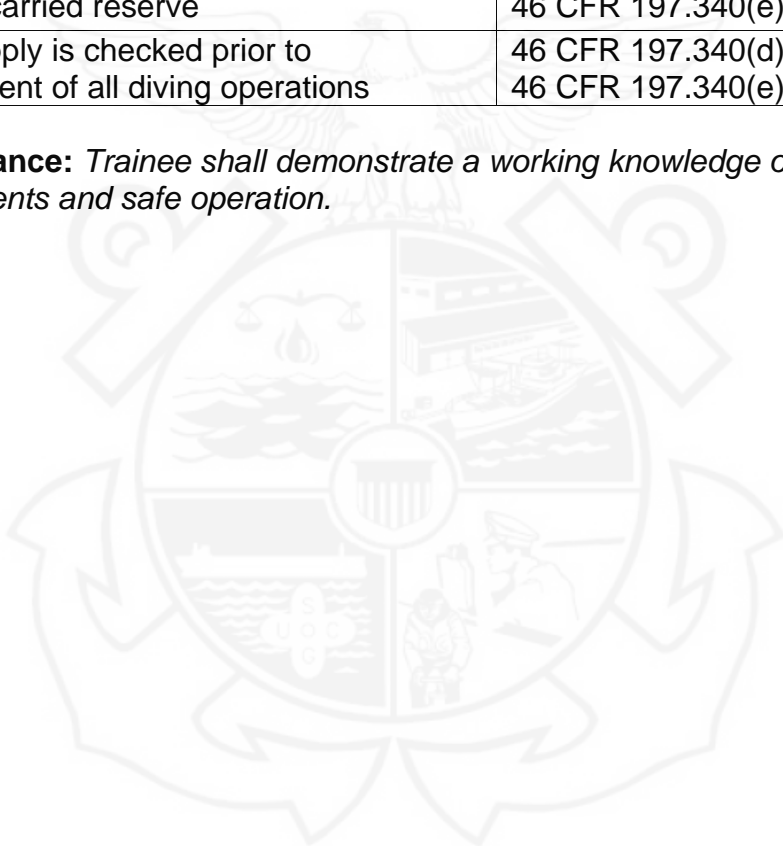 carried reserve 46 CFR 197.340(e)
pply is checked prior to 46 CFR 197.340(d)
ent of all diving operations 46 CFR 197.340(e)
ance: Trainee shall demonstrate a working knowledge o
ents and safe operation.
S
U O C
G